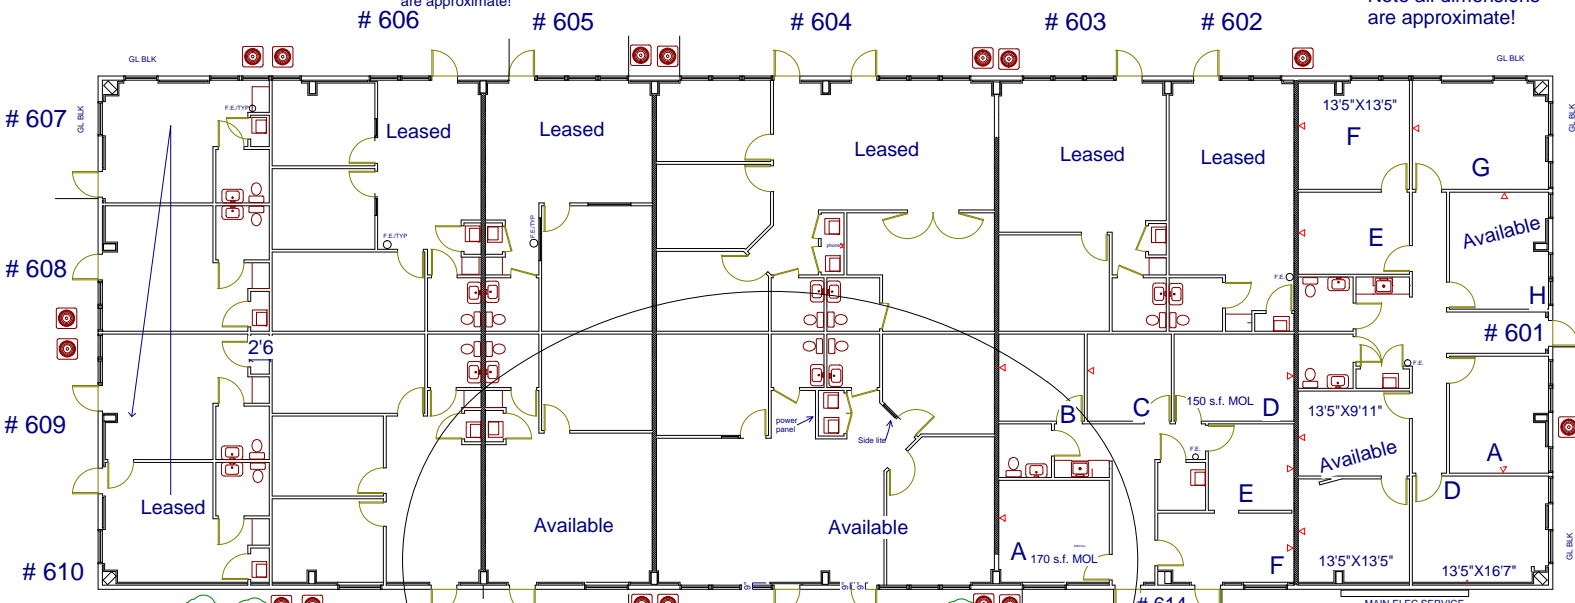 are approximate!
# 606
# 605
# 604
# 603
# 602
Note all dimensions
are approximate!
GL BLK
GL BLK
# 607
GL BLK
F.E./TYP
Leased
Leased
Leased
Leased
Leased
13'5"X13'5"
F
G
GL BLK
F.E./TYP
F.E./TYP
phone
E
Available
# 608
F.E.
H
# 601
2'6
F.E.
# 609
power
panel
Side lite
B
C
150 s.f. MOL
D
13'5"X9'11"
Available
A
F.E.
Leased
Available
Available
E
D
A
170 s.f. MOL
F
13'5"X13'5"
13'5"X16'7"
GL BLK
# 610
# 614
MAIN ELEC SERVICE